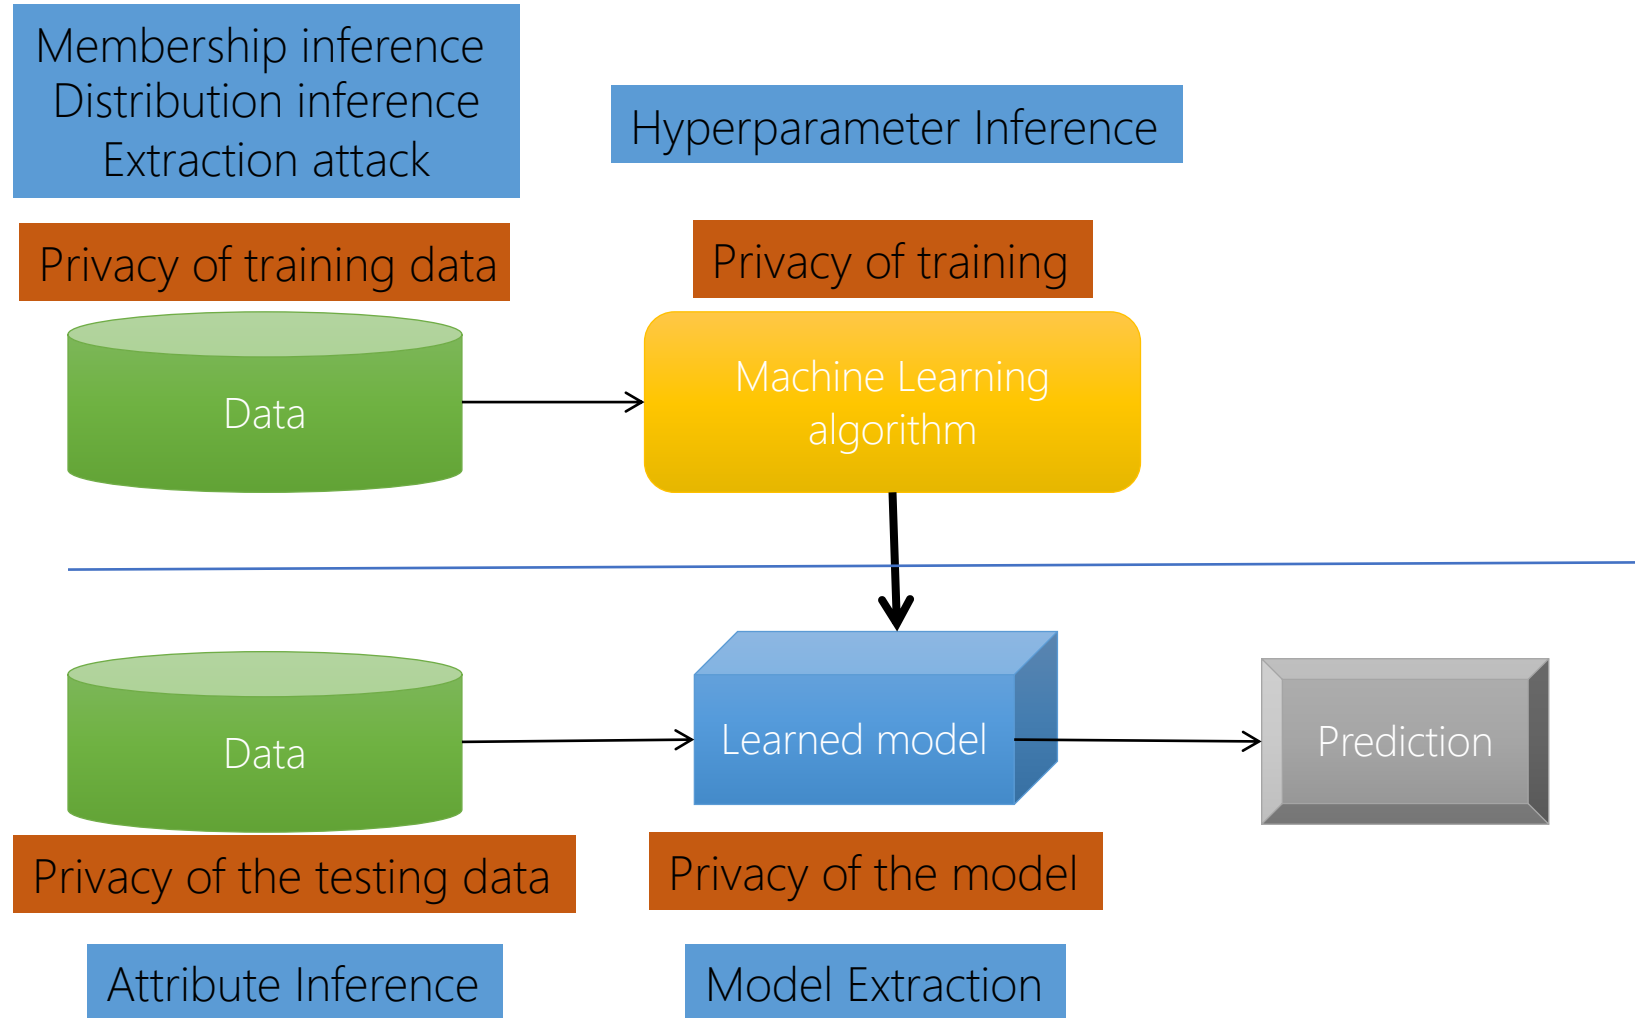 Membership inference
Distribution inference
Extraction attack
Hyperparameter Inference
Privacy of training data
Privacy of training
Data
Machine Learning
algorithm
Data
Learned model
Prediction
Privacy of the testing data
Privacy of the model
Attribute Inference
Model Extraction